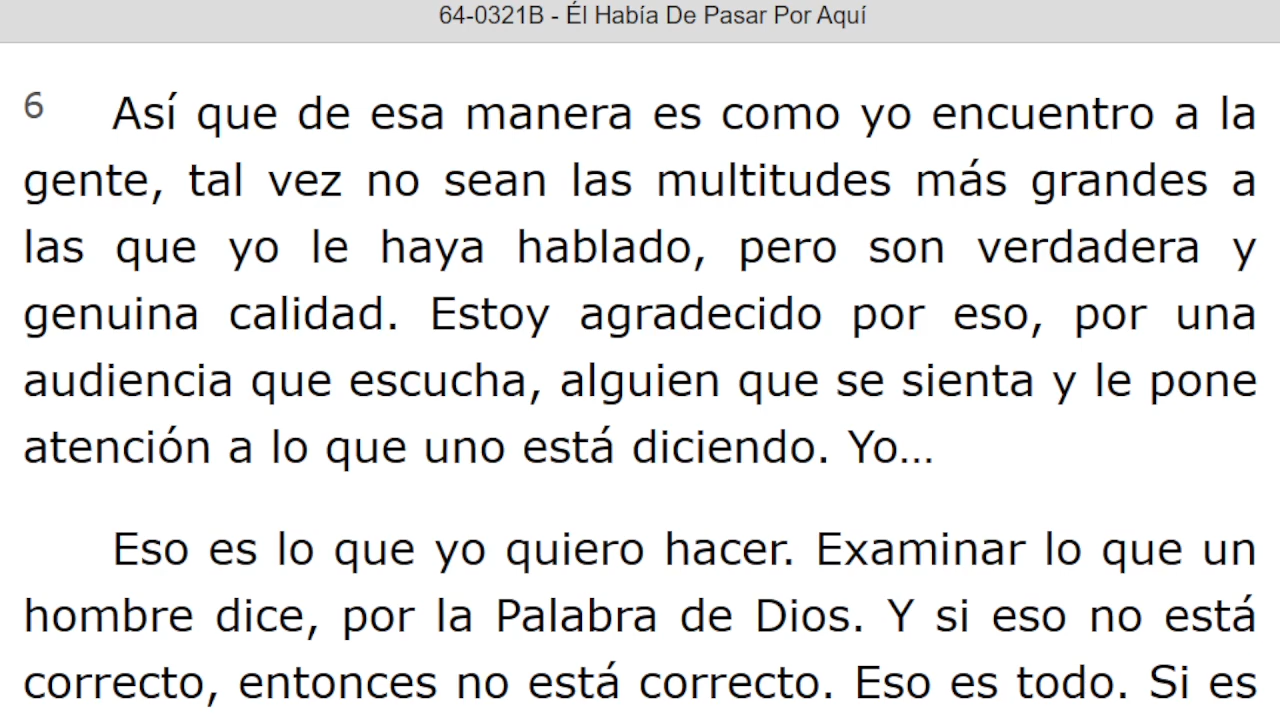 64-0321B - Él Había De Pasar Por Aquí
6 Así que de esa manera es como yo encuentro a la
gente, tal vez no sean las multitudes más grandes a
las que yo le haya hablado, pero son verdadera y
genuina calidad. Estoy agradecido por eso, por una
audiencia que escucha, alguien que se sienta y le pone
atención a lo que uno está diciendo. Yo...
Eso es lo que yo quiero hacer. Examinar lo que un
hombre dice, por la Palabra de Dios. Y si eso no está
correcto, entonces no está correcto. Eso es todo. Si es